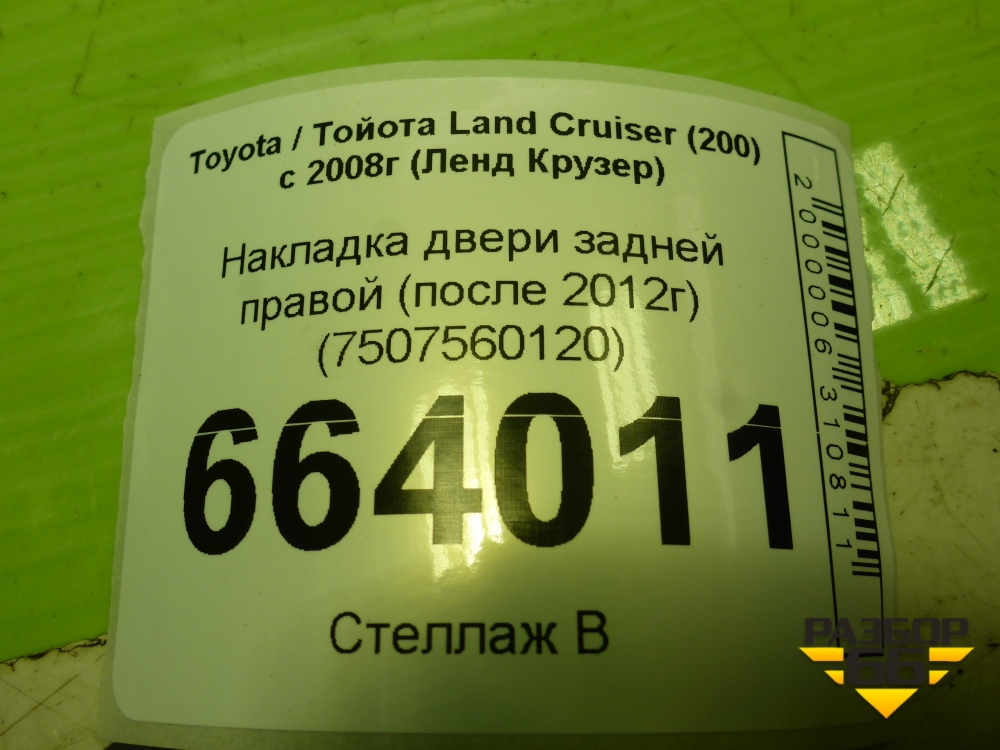 Toyota / Тойота Land Cruiser (200)
с 2008г (Ленд Крузер)
Накладка двери задней
правой (после 2012г)
(7507560120)
664011
Стеллаж В
2000006310811
РАЗБОР
66